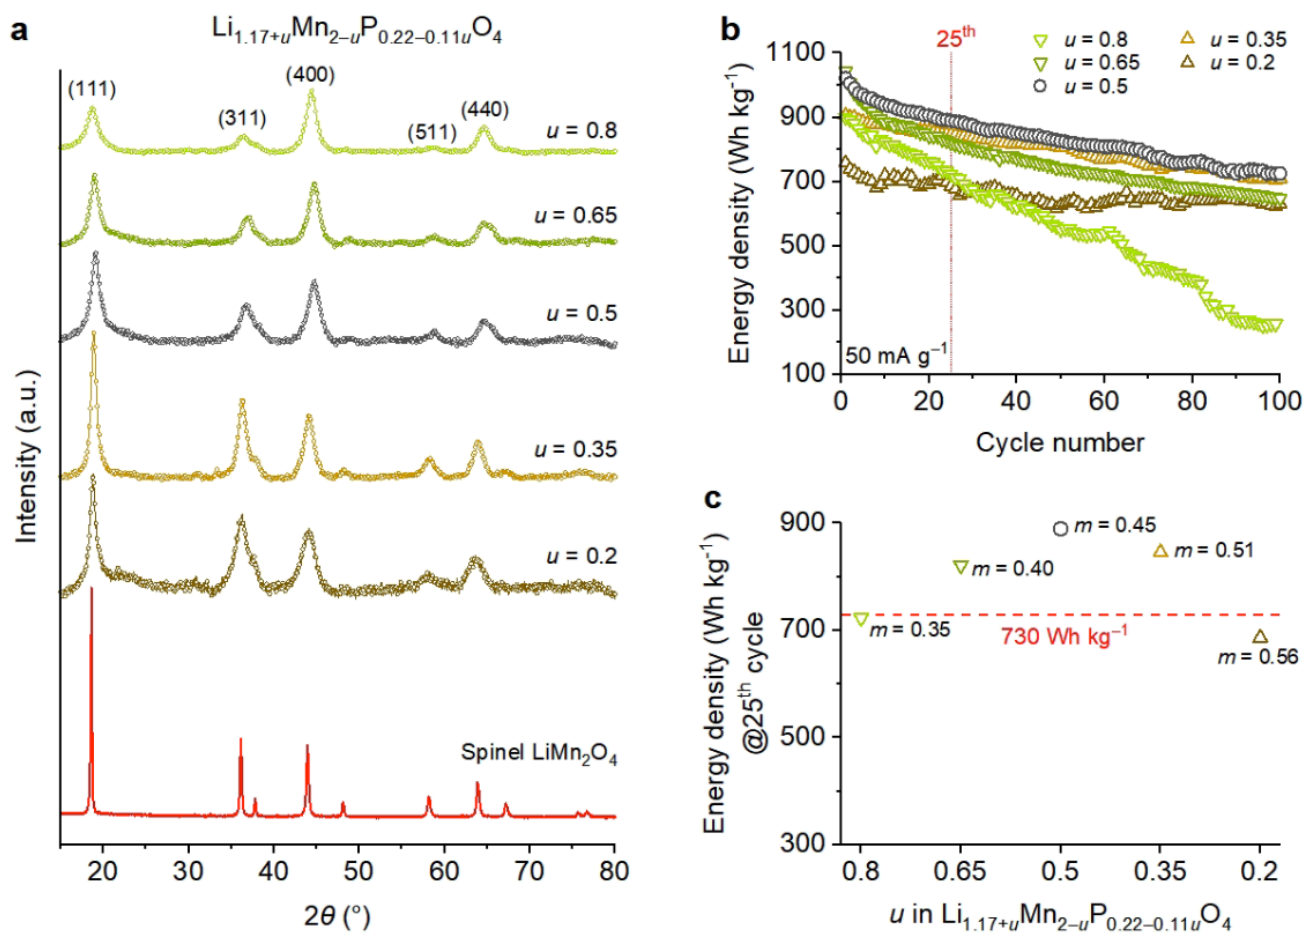 a
Li1.17+uMn2−uP0.22−0.11uO4
(111)
(311)
(400)
(511)
(440)
u = 0.8
u = 0.65
u = 0.5
u = 0.35
u = 0.2
Spinel LiMn2O4
Intensity (a.u.)
20 30 40 50 60 70 80
2θ (°)
b
25th
u = 0.8
u = 0.65
u = 0.5
u = 0.35
u = 0.2
1100
900
700
500
300
100
Energy density (Wh kg−1)
50 mA g−1
0 20 40 60 80 100
Cycle number
c
900
700
500
300
Energy density (Wh kg−1)
@25th cycle
m = 0.35
m = 0.40
m = 0.45
m = 0.51
m = 0.56
730 Wh kg−1
0.8 0.65 0.5 0.35 0.2
u in Li1.17+uMn2−uP0.22−0.11uO4